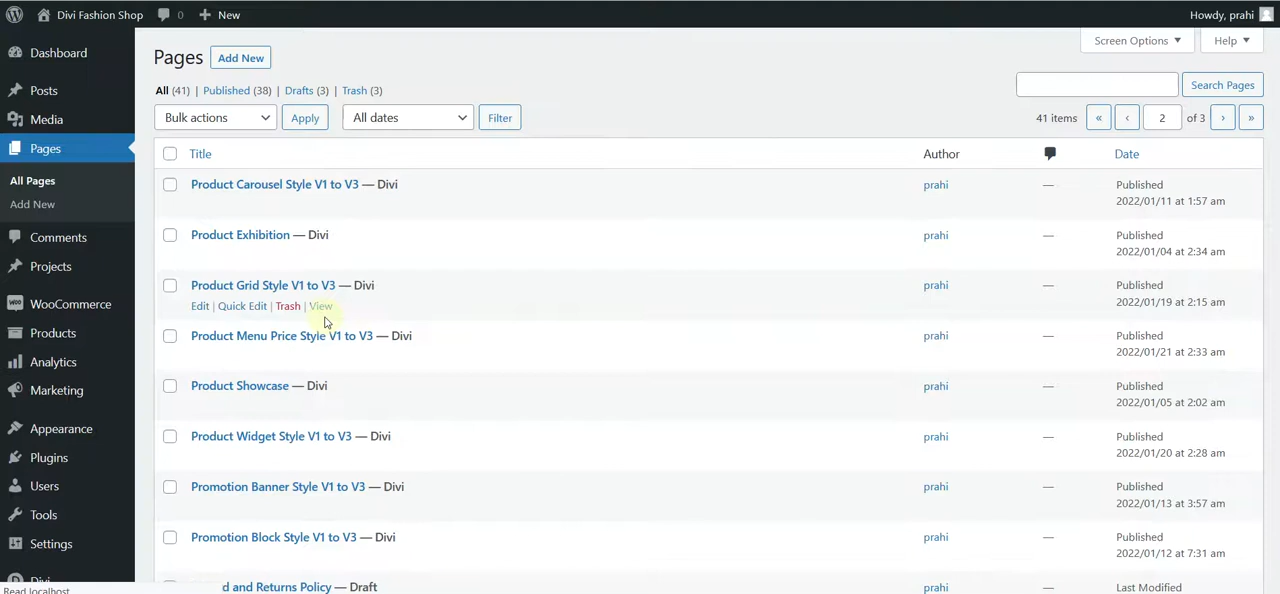 Divi Fashion Shop 0 New Howdy, prahi
Dashboard
Posts
Media
Pages
All Pages
Add New
Comments
Projects
WooCommerce
Products
Analytics
Marketing
Appearance
Plugins
Users
Tools
Settings
Divi
Read localhost
Screen Options Help
Pages Add New
All (41) | Published (38) | Drafts (3) | Trash (3)
Search Pages
Bulk actions Apply All dates Filter
41 items « ‹ 2 of 3 › »
Title Author Date
Product Carousel Style V1 to V3 — Divi prahi — Published
2022/01/11 at 1:57 am
Product Exhibition — Divi prahi — Published
2022/01/04 at 2:34 am
Product Grid Style V1 to V3 — Divi prahi — Published
Edit | Quick Edit | Trash | View 2022/01/19 at 2:15 am
Product Menu Price Style V1 to V3 — Divi prahi — Published
2022/01/21 at 2:33 am
Product Showcase — Divi prahi — Published
2022/01/05 at 2:02 am
Product Widget Style V1 to V3 — Divi prahi — Published
2022/01/20 at 2:28 am
Promotion Banner Style V1 to V3 — Divi prahi — Published
2022/01/13 at 3:57 am
Promotion Block Style V1 to V3 — Divi prahi — Published
2022/01/12 at 7:31 am
and Returns Policy — Draft prahi — Last Modified